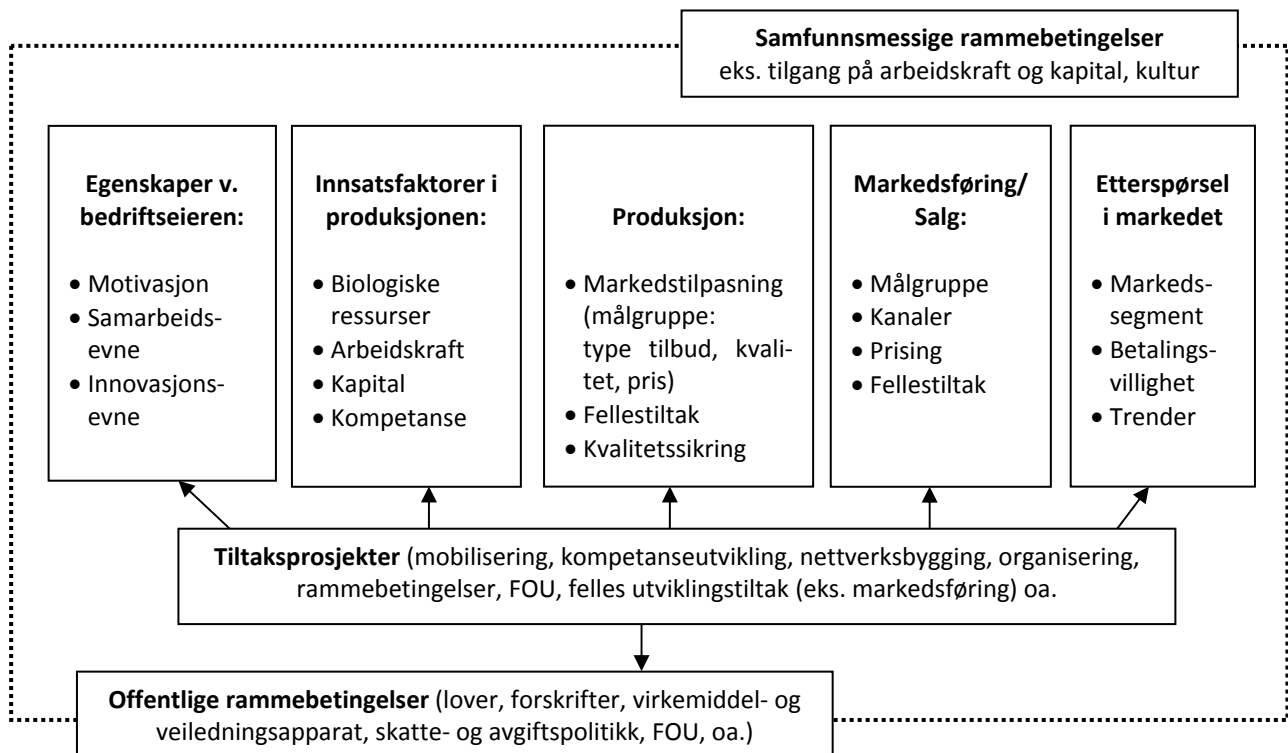 Samfunnsmessige rammebetingelser
eks. tilgang på arbeidskraft og kapital, kultur
Egenskaper v.
bedriftseieren:
• Motivasjon
• Samarbeids-
evne
• Innovasjons-
evne
Innsatsfaktorer i
produksjonen:
• Biologiske
ressurser
• Arbeidskraft
• Kapital
• Kompetanse
Produksjon:
• Markedstilpasning
(målgruppe:
type tilbud, kvali-
tet, pris)
• Fellestiltak
• Kvalitetssikring
Markedsføring/
Salg:
• Målgruppe
• Kanaler
• Prising
• Fellestiltak
Etterspørsel
i markedet
• Markeds-
segment
• Betalings-
villighet
• Trender
Tiltaksprosjekter (mobilisering, kompetanseutvikling, nettverksbygging, organisering,
rammebetingelser, FOU, felles utviklingstiltak (eks. markedsføring) oa.
Offentlige rammebetingelser (lover, forskrifter, virkemiddel- og
veiledningsapparat, skatte- og avgiftspolitikk, FOU, oa.)